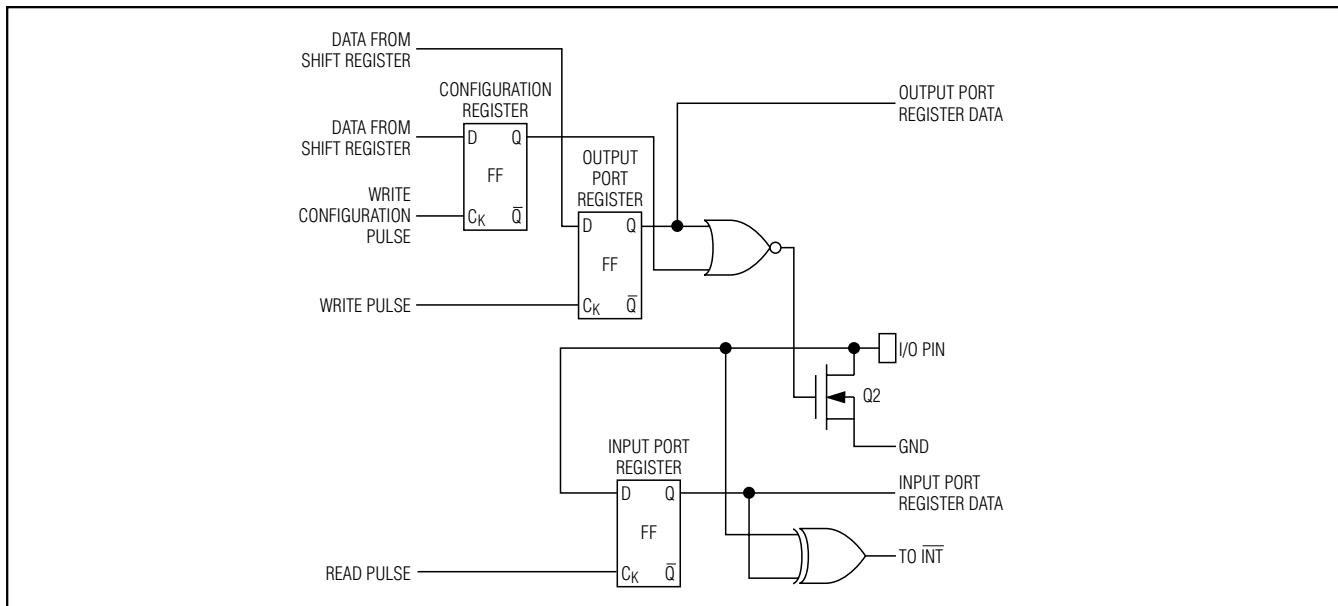 DATA FROM
SHIFT REGISTER
CONFIGURATION
REGISTER
OUTPUT PORT
REGISTER DATA
DATA FROM
SHIFT REGISTER
D Q
FF
CK Q̅
OUTPUT
PORT
REGISTER
WRITE
CONFIGURATION
PULSE
D Q
FF
CK Q̅
WRITE PULSE
I/O PIN
Q2
GND
INPUT PORT
REGISTER
D Q
FF
CK Q̅
INPUT PORT
REGISTER DATA
TO I̅N̅T̅
READ PULSE